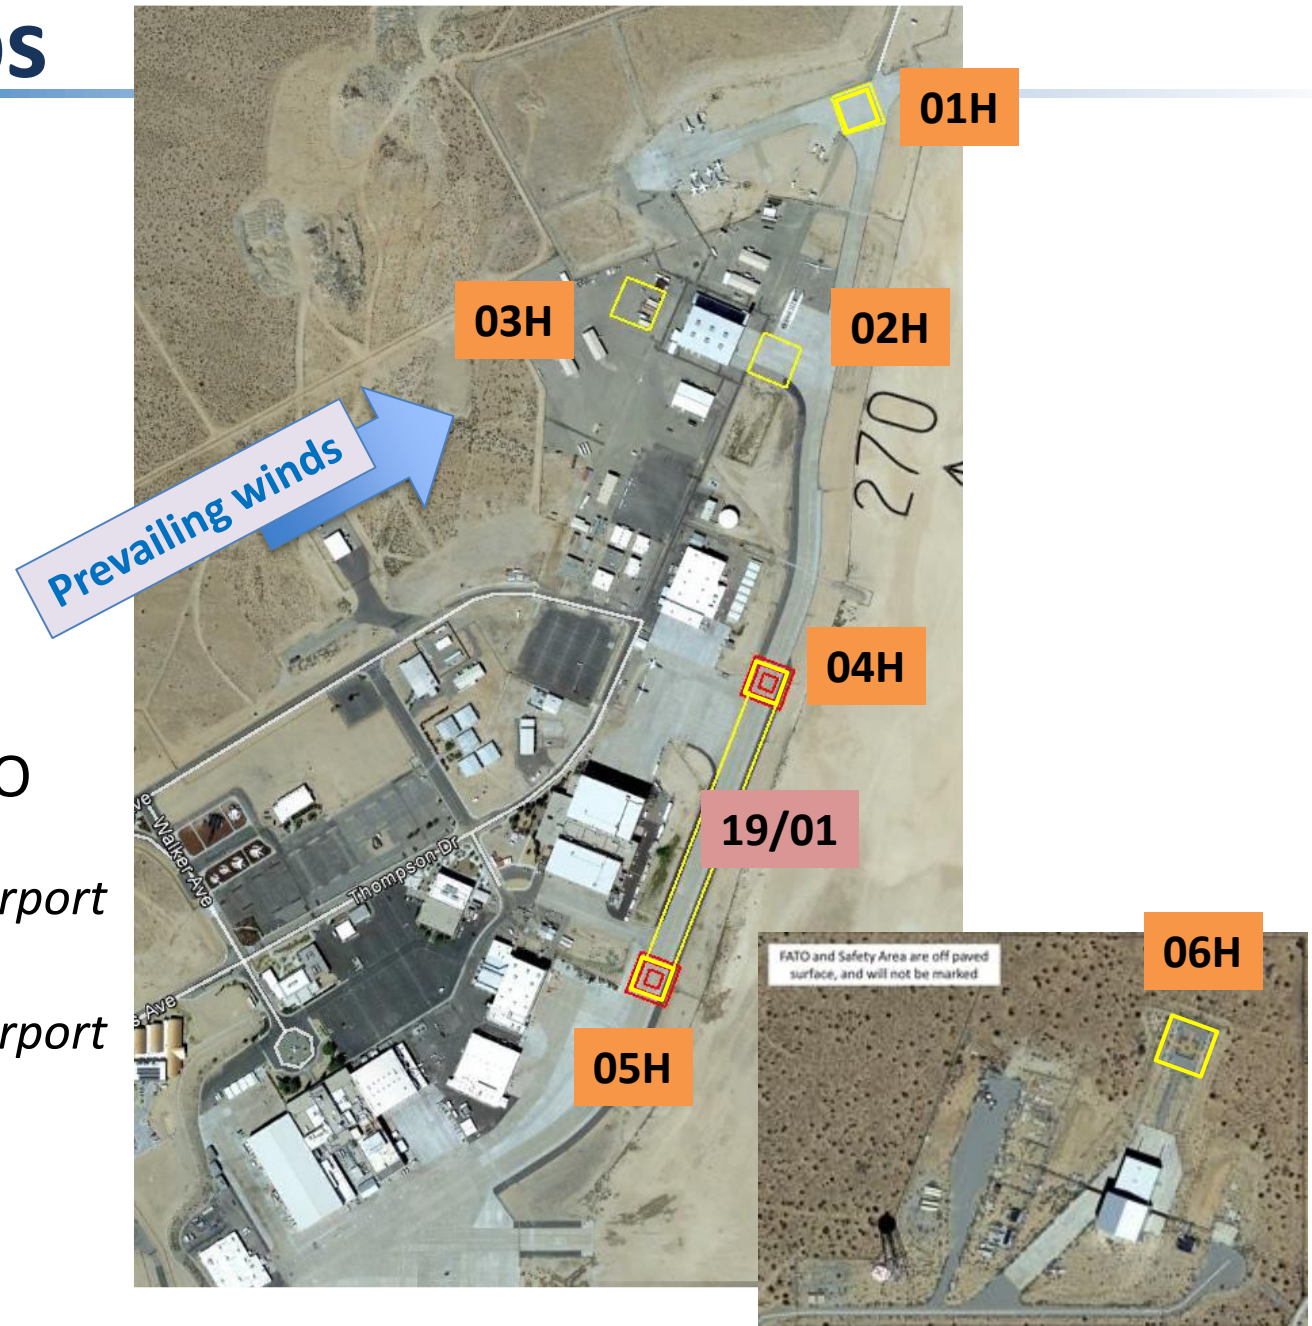 os
01H
03H
02H
270
Prevailing winds
04H
O
19/01
ve
Walker Ave
Thompson Dr
rport
FATO and Safety Area are off paved
surface, and will not be marked
06H
s Ave
rport
05H